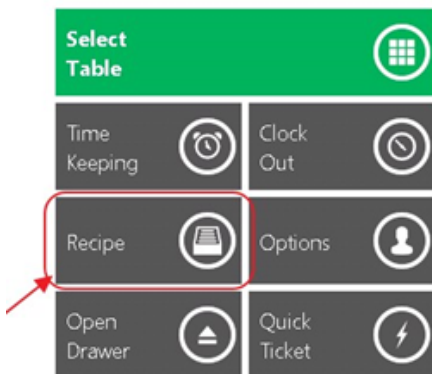 Select
Table
Time
Keeping
Clock
Out
Recipe
Options
Open
Drawer
Quick
Ticket